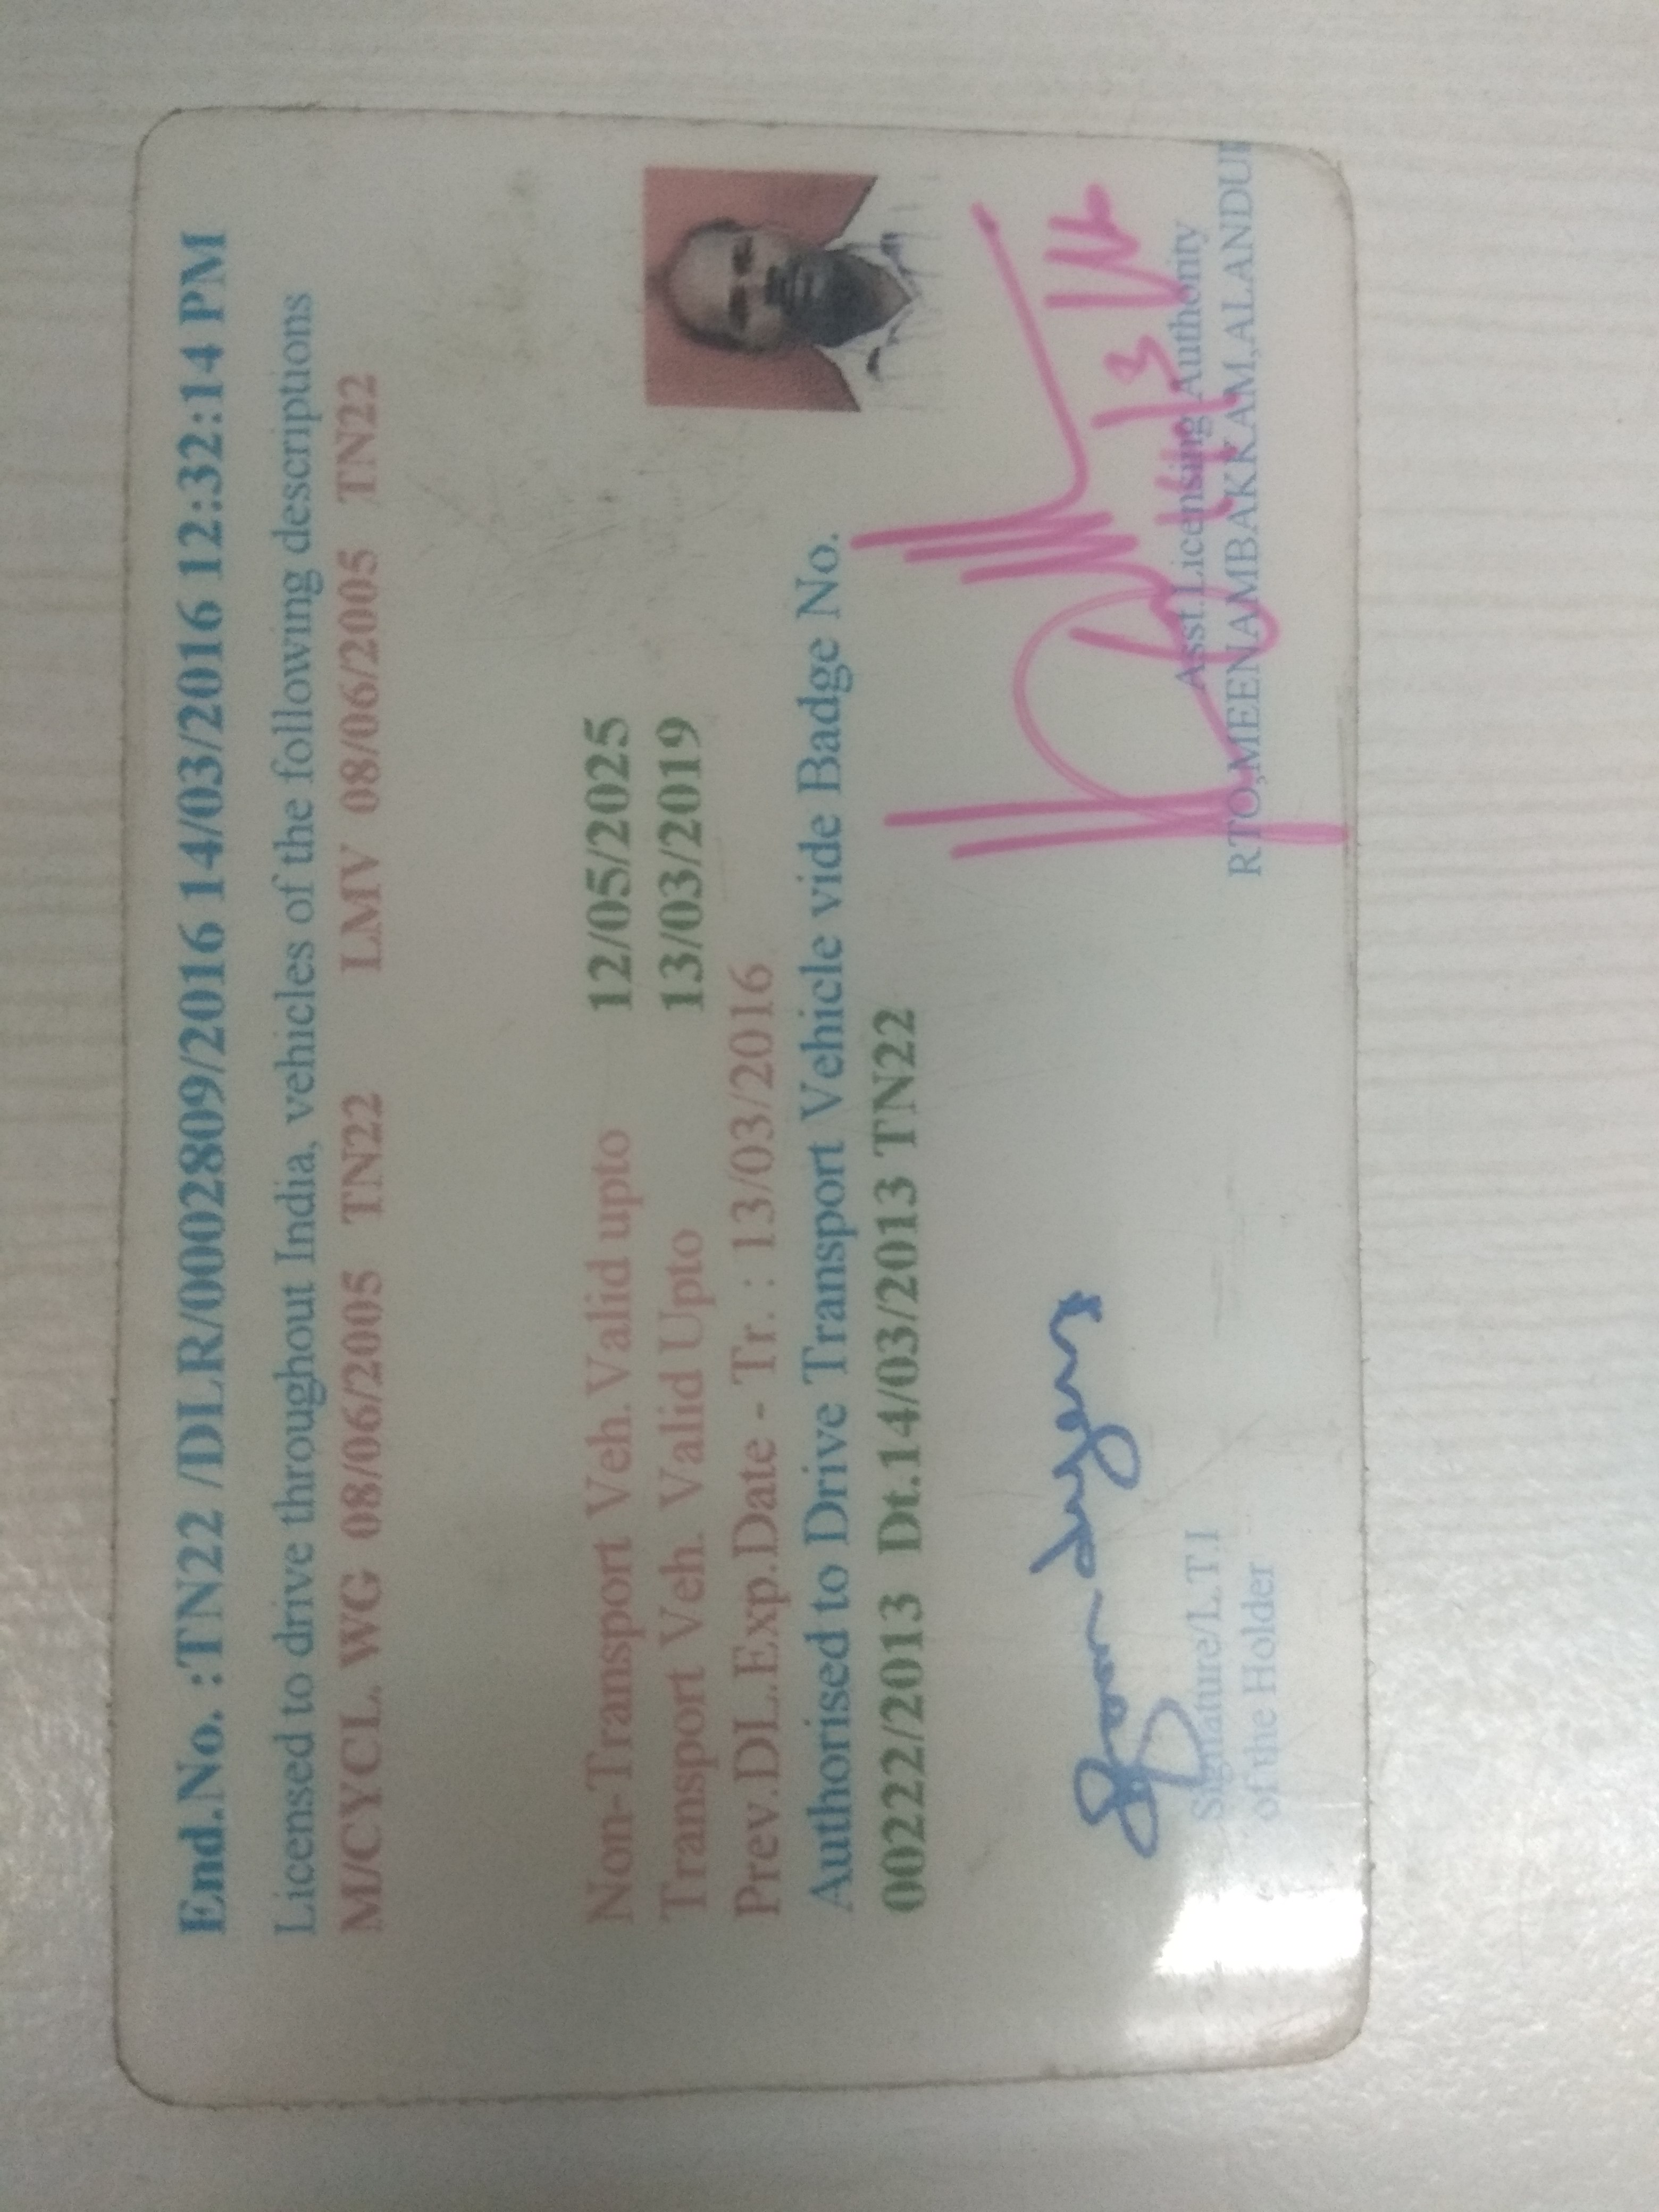 End.No. :TN22 /DLR/0002809/2016 14/03/2016 12:32:14 PM
Licensed to drive throughout India, vehicles of the following descriptions
M/CYCL. WG 08/06/2005 TN22 LMV 08/06/2005 TN22
Non-Transport Veh. Valid upto 12/05/2025
Transport Veh. Valid Upto 13/03/2019
Prev.DL.Exp.Date - Tr. : 13/03/2016
Authorised to Drive Transport Vehicle vide Badge No.
00222/2013 Dt.14/03/2013 TN22
Signature/L.T.I
of the Holder
Asst.Licensing Authority
RTO,MEENAMBAKKAM,ALANDUR